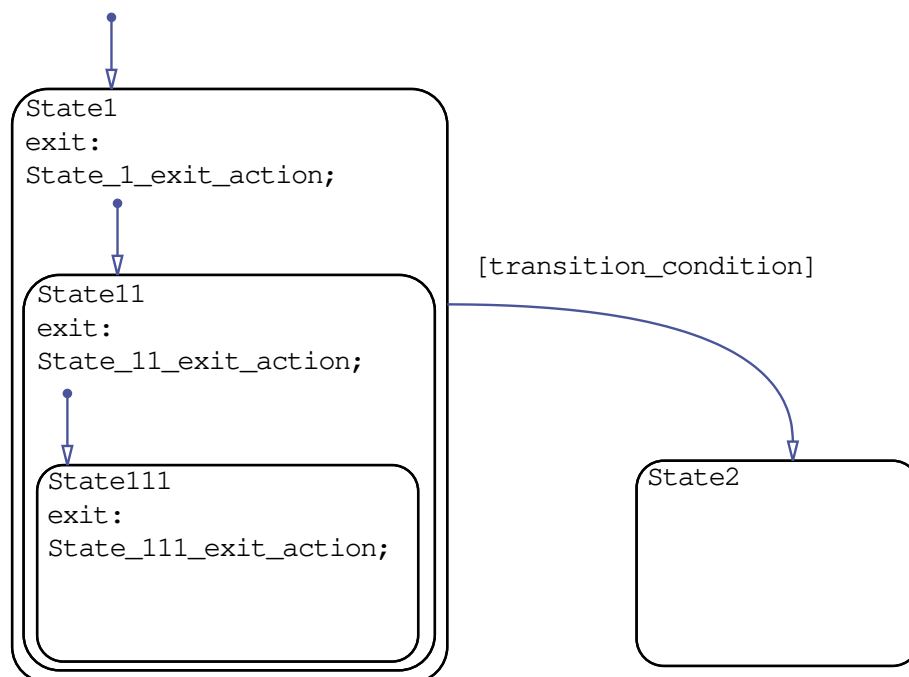 State1
exit:
State_1_exit_action;
[transition_condition]
State11
exit:
State_11_exit_action;
State111
exit:
State_111_exit_action;
State2